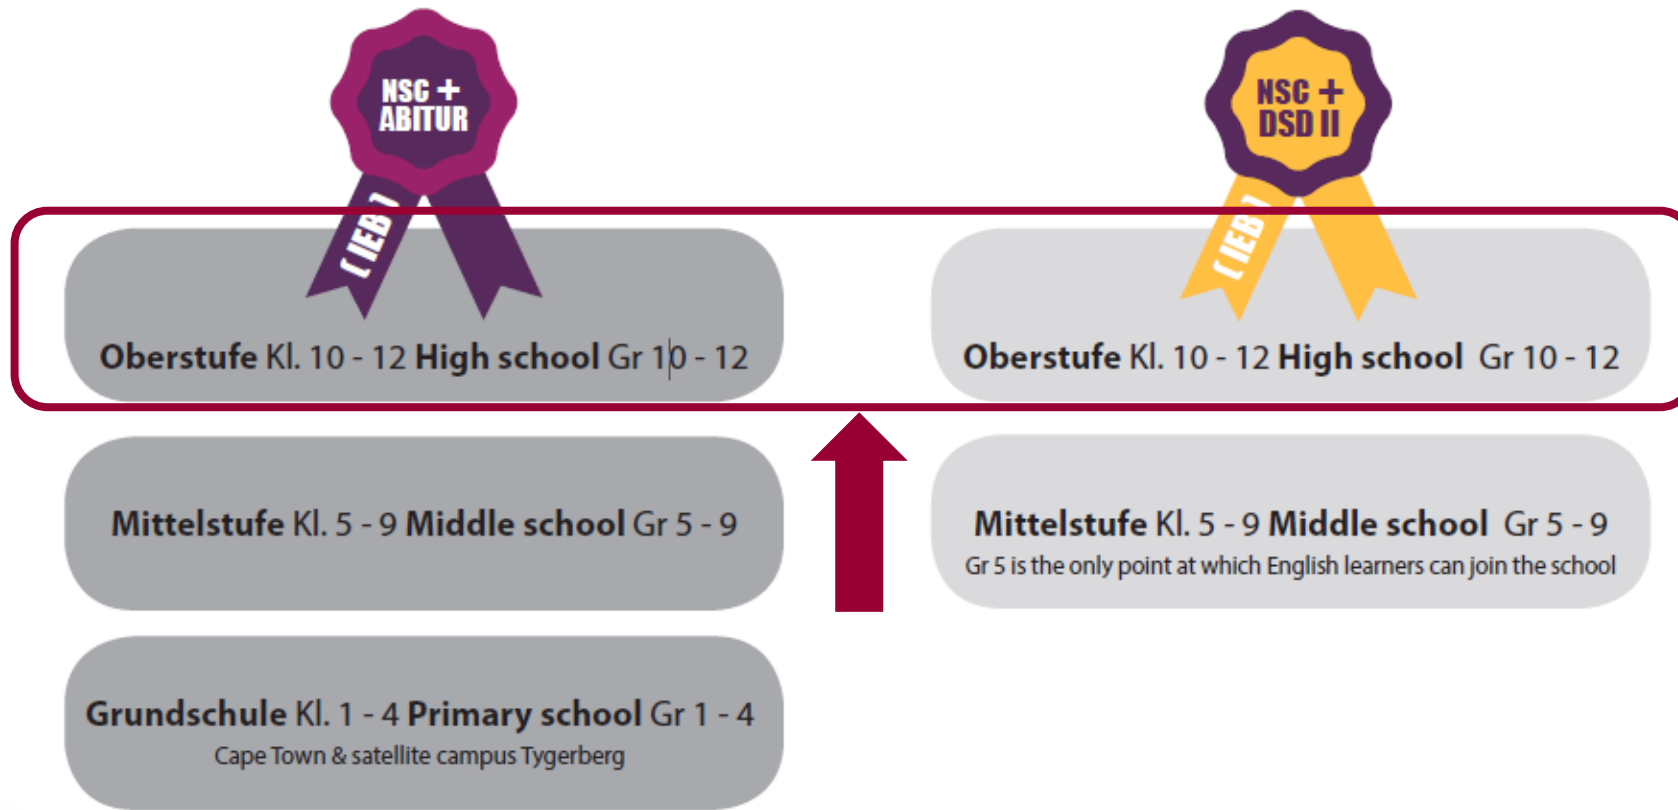 NSC +
ABITUR
( IEB )
Oberstufe Kl. 10 - 12 High school Gr 10 - 12
Mittelstufe Kl. 5 - 9 Middle school Gr 5 - 9
Grundschule Kl. 1 - 4 Primary school Gr 1 - 4
Cape Town & satellite campus Tygerberg
NSC +
DSD II
( IEB )
Oberstufe Kl. 10 - 12 High school Gr 10 - 12
Mittelstufe Kl. 5 - 9 Middle school Gr 5 - 9
Gr 5 is the only point at which English learners can join the school